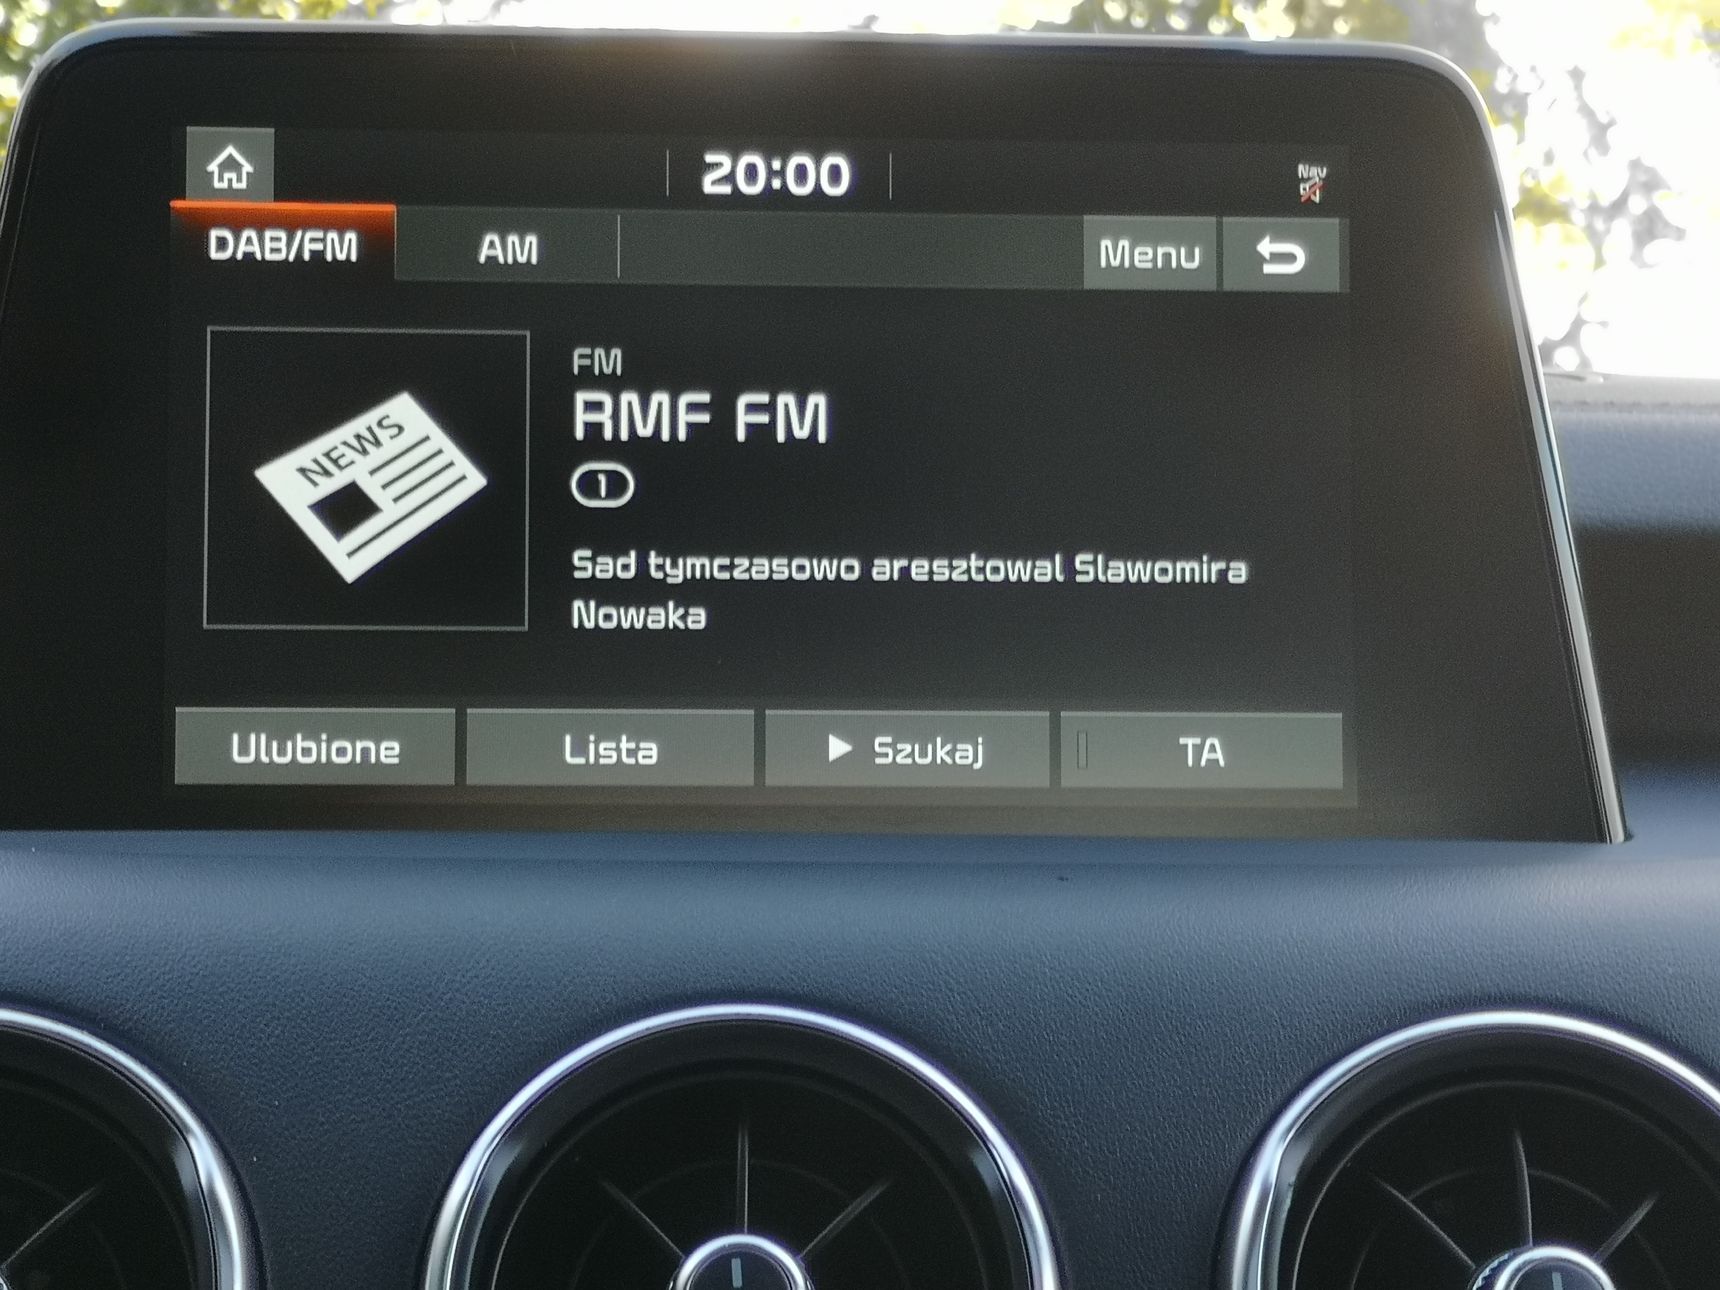 20:00
Nav
DAB/FM
AM
Menu
FM
RMF FM
1
NEWS
Sad tymczasowo aresztowal Slawomira
Nowaka
Ulubione
Lista
Szukaj
TA